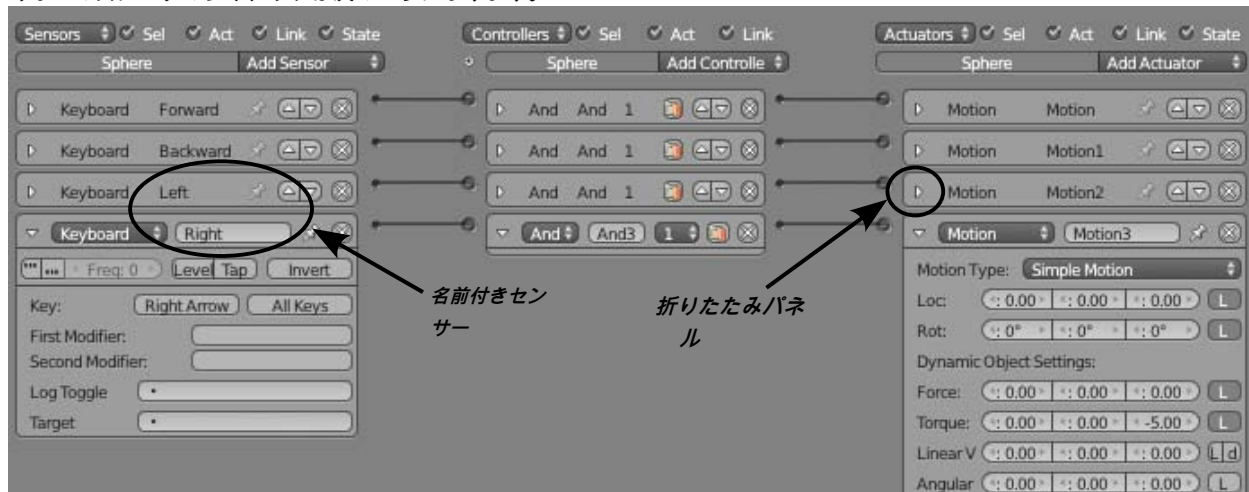 Sensors Sel Act Link State Controllers Sel Act Link Actuators Sel Act Link State
Sphere Add Sensor Sphere Add Controlle Sphere Add Actuator
Keyboard Forward And And 1 Motion Motion
Keyboard Backward And And 1 Motion Motion1
Keyboard Left And And 1 Motion Motion2
Keyboard Right And And3 1 Motion Motion3
Freq: 0 Level Tap Invert
Key: Right Arrow All Keys
First Modifier:
Second Modifier:
Log Toggle
Target
名前付きセン
サー
折りたたみパネ
ル
Motion Type: Simple Motion
Loc: : 0.00 : 0.00 : 0.00 L
Rot: : 0° : 0° : 0° L
Dynamic Object Settings:
Force: : 0.00 : 0.00 : 0.00 L
Torque: : 0.00 : 0.00 -5.00 L
Linear V : 0.00 : 0.00 : 0.00 L d
Angular : 0.00 : 0.00 : 0.00 L